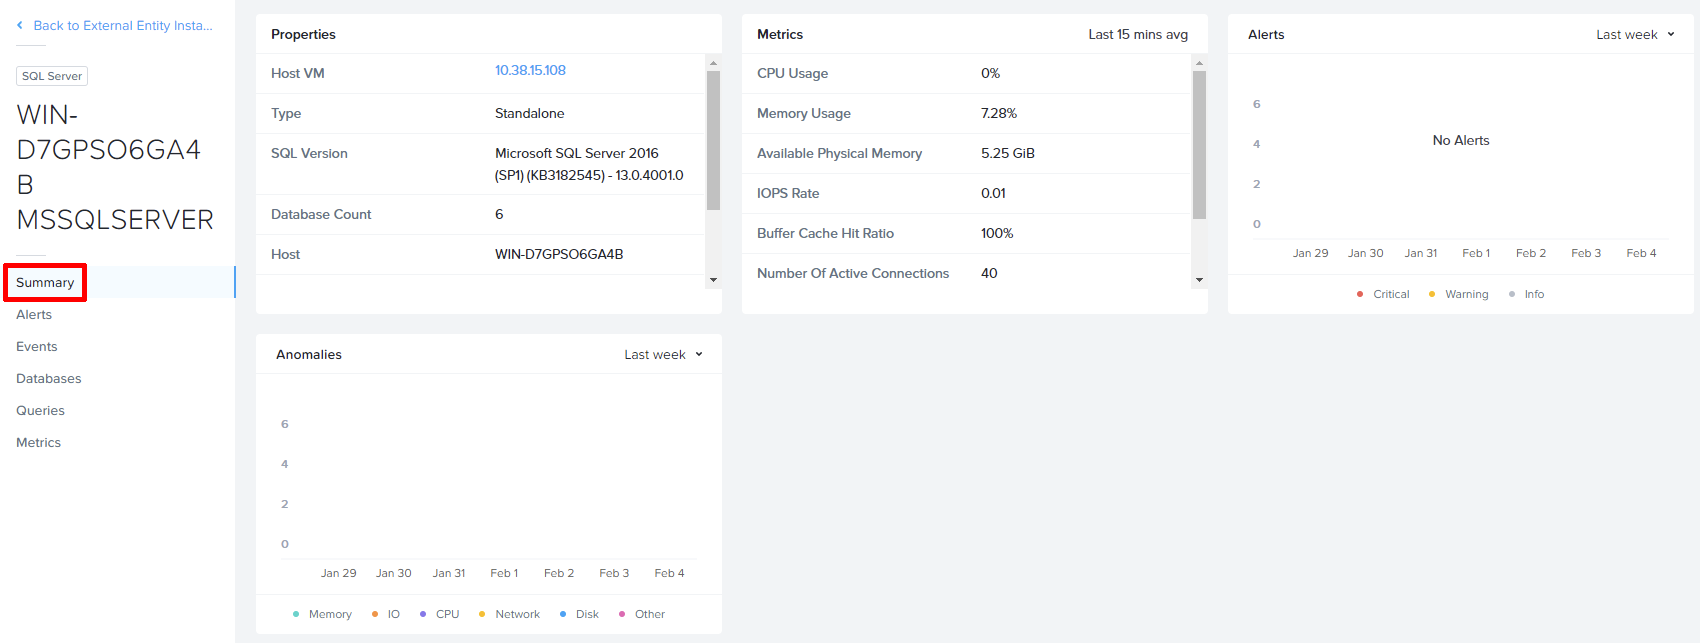 Back to External Entity Insta...
SQL Server
WIN-
D7GPSO6GA4
B
MSSQLSERVER
Summary
Alerts
Events
Databases
Queries
Metrics
Properties
Host VM 10.38.15.108
Type Standalone
SQL Version Microsoft SQL Server 2016
(SP1) (KB3182545) - 13.0.4001.0
Database Count 6
Host WIN-D7GPSO6GA4B
Metrics Last 15 mins avg
CPU Usage 0%
Memory Usage 7.28%
Available Physical Memory 5.25 GiB
IOPS Rate 0.01
Buffer Cache Hit Ratio 100%
Number Of Active Connections 40
Alerts Last week
6
No Alerts
4
2
0
Jan 29 Jan 30 Jan 31 Feb 1 Feb 2 Feb 3 Feb 4
Critical Warning Info
Anomalies Last week
6
4
2
0
Jan 29 Jan 30 Jan 31 Feb 1 Feb 2 Feb 3 Feb 4
Memory IO CPU Network Disk Other